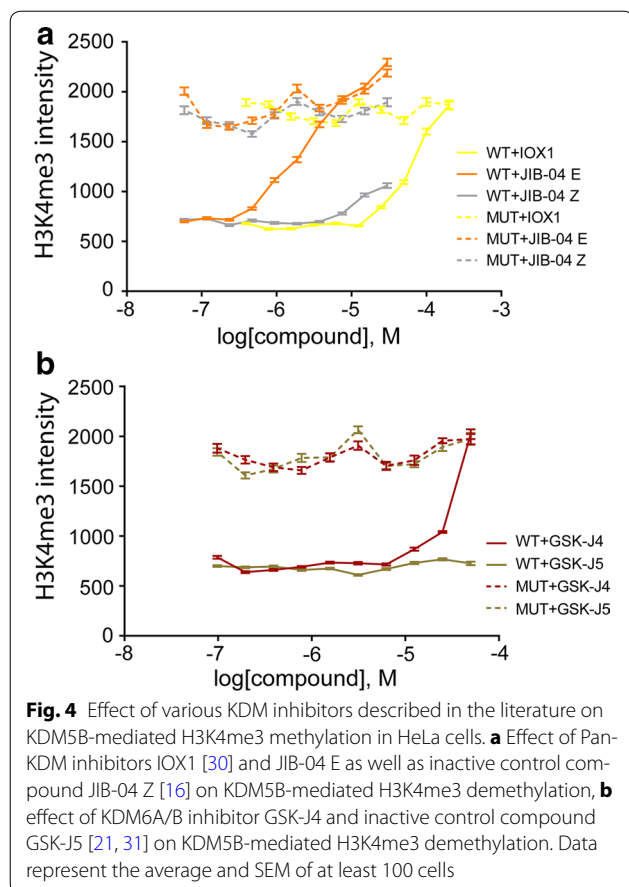 a
H3K4me3 intensity
2500
2000
1500
1000
500
0
-8 -7 -6 -5 -4 -3
log[compound], M
WT+IOX1
WT+JIB-04 E
WT+JIB-04 Z
MUT+IOX1
MUT+JIB-04 E
MUT+JIB-04 Z
b
H3K4me3 intensity
2500
2000
1500
1000
500
0
-8 -7 -6 -5 -4
log[compound], M
WT+GSK-J4
WT+GSK-J5
MUT+GSK-J4
MUT+GSK-J5
Fig. 4 Effect of various KDM inhibitors described in the literature on
KDM5B-mediated H3K4me3 methylation in HeLa cells. a Effect of Pan-
KDM inhibitors IOX1 [30] and JIB-04 E as well as inactive control com-
pound JIB-04 Z [16] on KDM5B-mediated H3K4me3 demethylation, b
effect of KDM6A/B inhibitor GSK-J4 and inactive control compound
GSK-J5 [21, 31] on KDM5B-mediated H3K4me3 demethylation. Data
represent the average and SEM of at least 100 cells